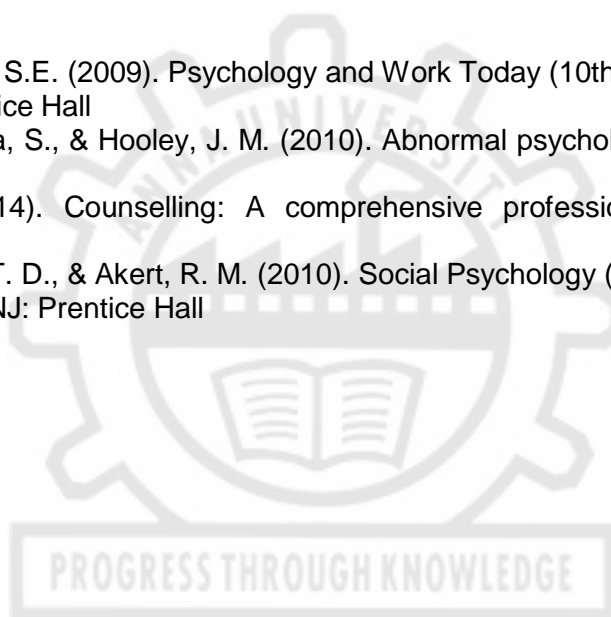 S.E. (2009). Psychology and Work Today (10th
ice Hall
a, S., & Hooley, J. M. (2010). Abnormal psychol
14). Counselling: A comprehensive professio
T. D., & Akert, R. M. (2010). Social Psychology (
NJ: Prentice Hall
ANNA UNIVERSIT
PROGRESS THROUGH KNOWLEDGE